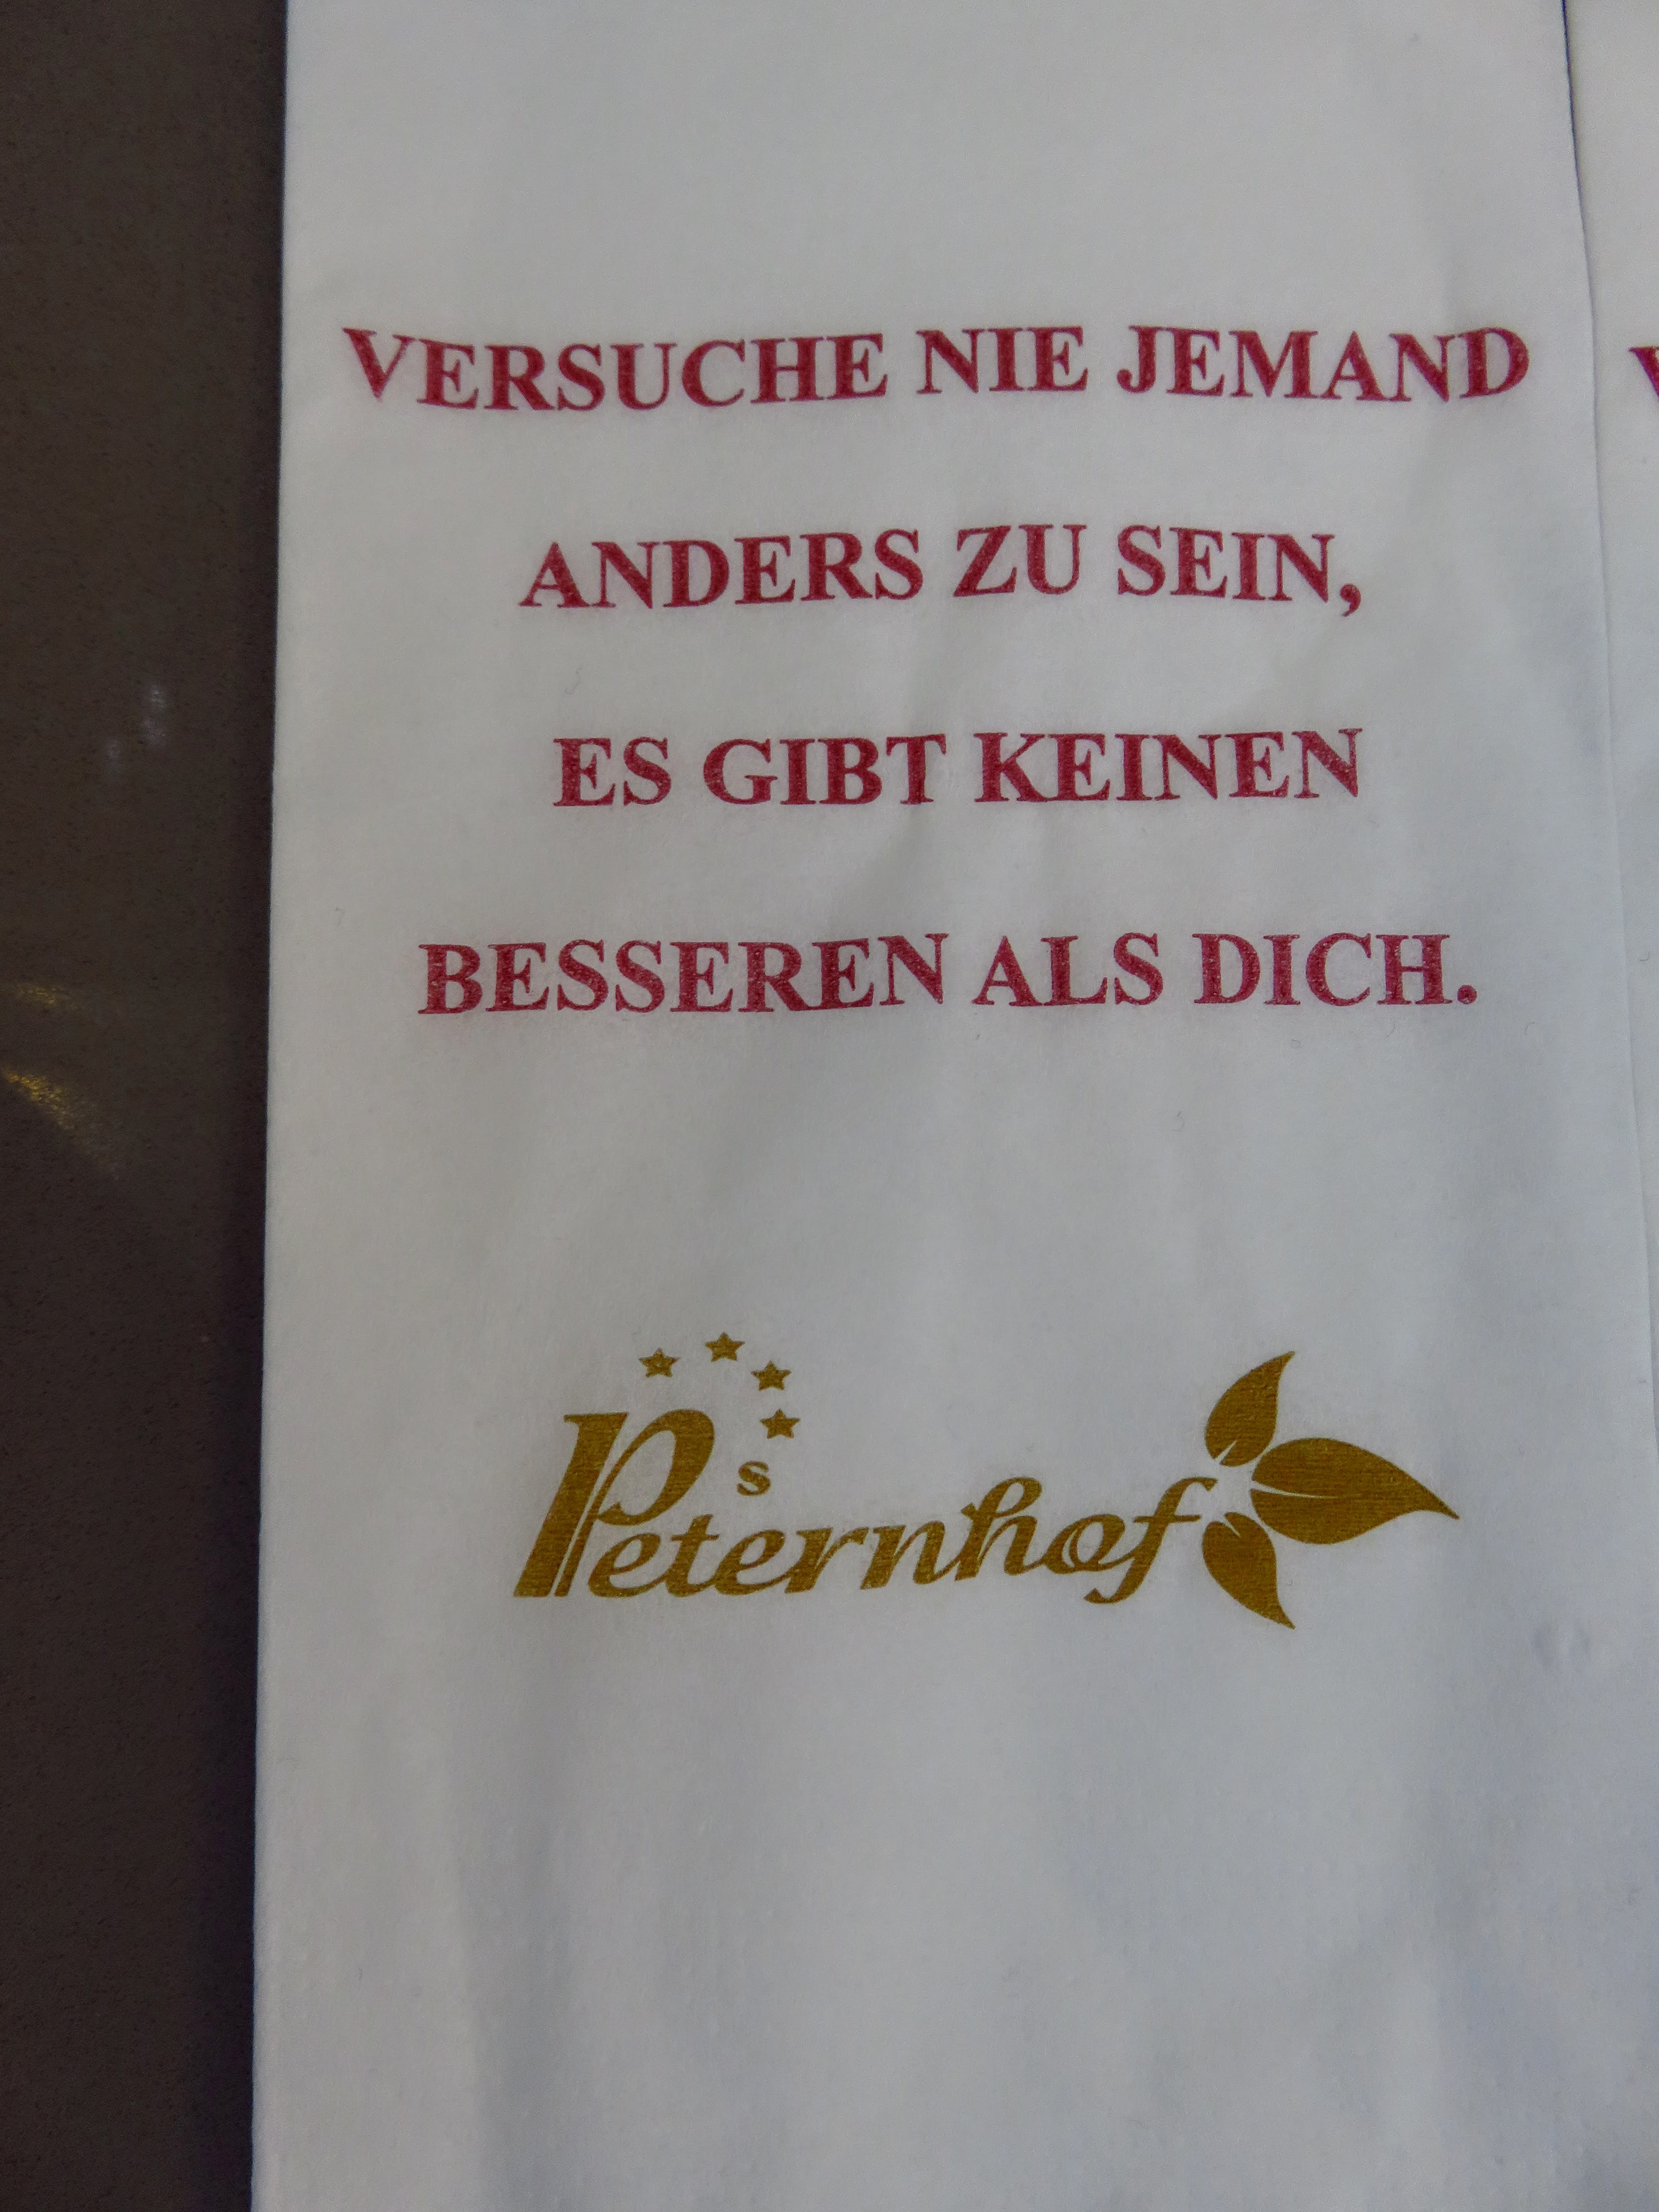 VERSUCHE NIE JEMAND
ANDERS ZU SEIN,
ES GIBT KEINEN
BESSEREN ALS DICH.
s
Peternhof